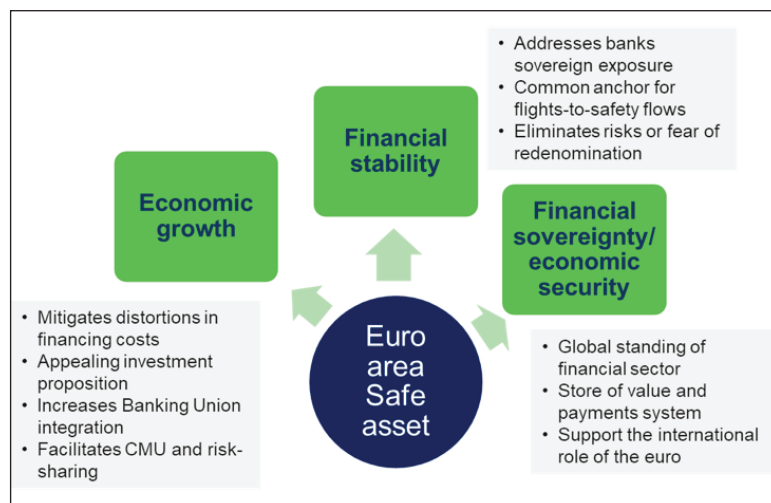 • Addresses banks
sovereign exposure
• Common anchor for
flights-to-safety flows
• Eliminates risks or fear of
redenomination
Financial
stability
Economic
growth
Financial
sovereignty/
economic
security
Euro
area
Safe
asset
• Mitigates distortions in
financing costs
• Appealing investment
proposition
• Increases Banking Union
integration
• Facilitates CMU and risk-
sharing
• Global standing of
financial sector
• Store of value and
payments system
• Support the international
role of the euro